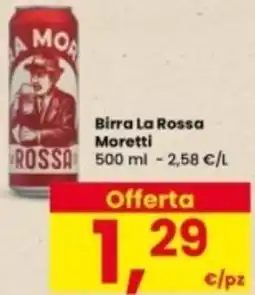 A MOR
ROSSA
Birra La Rossa
Moretti
500 ml - 2,58 €/L
Offerta
1,29
€/pz